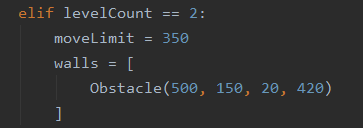 elif levelCount == 2:
    moveLimit = 350
    walls = [
        Obstacle(500, 150, 20, 420)
    ]